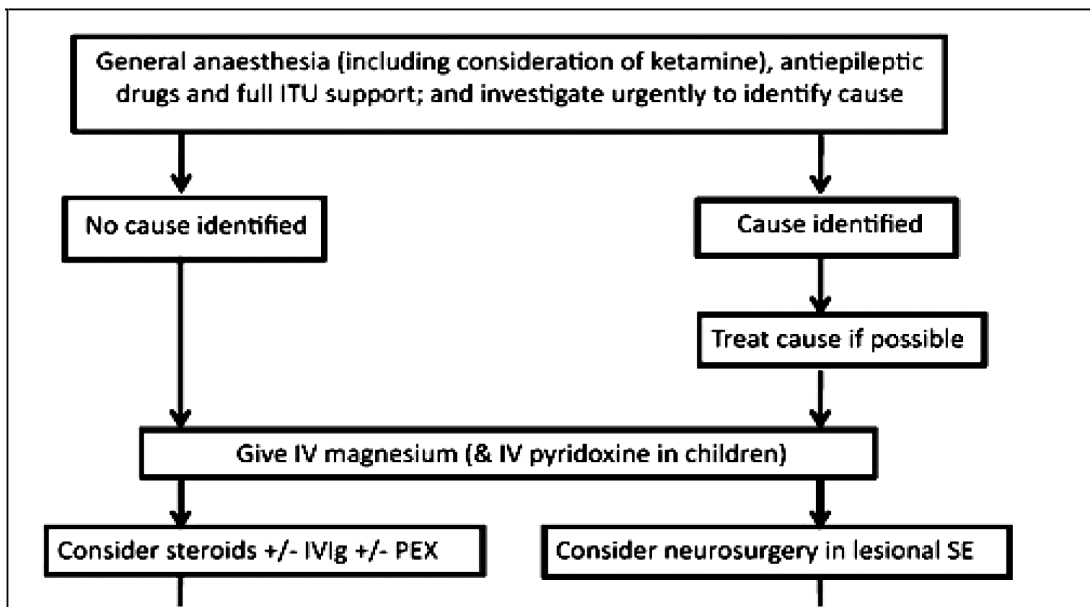 General anaesthesia (including consideration of ketamine), antiepileptic
drugs and full ITU support; and investigate urgently to identify cause
No cause identified
Cause identified
Treat cause if possible
Give IV magnesium (& IV pyridoxine in children)
Consider steroids +/- IVIg +/- PEX
Consider neurosurgery in lesional SE